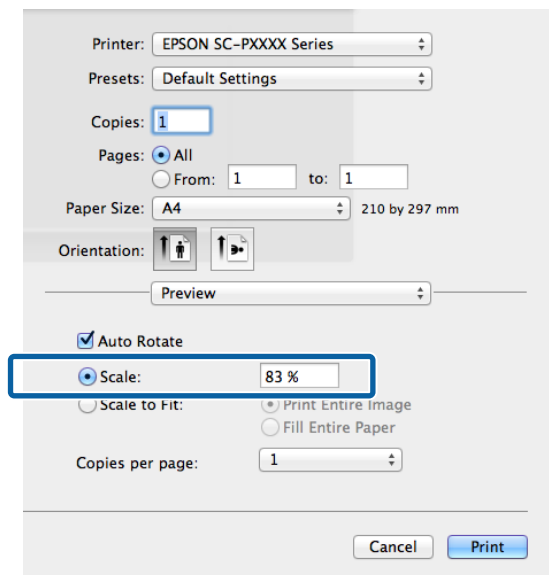 Printer: EPSON SC-PXXXX Series
Presets: Default Settings
Copies: 1
Pages: All
From: 1 to: 1
Paper Size: A4 210 by 297 mm
Orientation:
Preview
Auto Rotate
Scale: 83 %
Scale to Fit: Print Entire Image
Fill Entire Paper
Copies per page: 1
Cancel Print